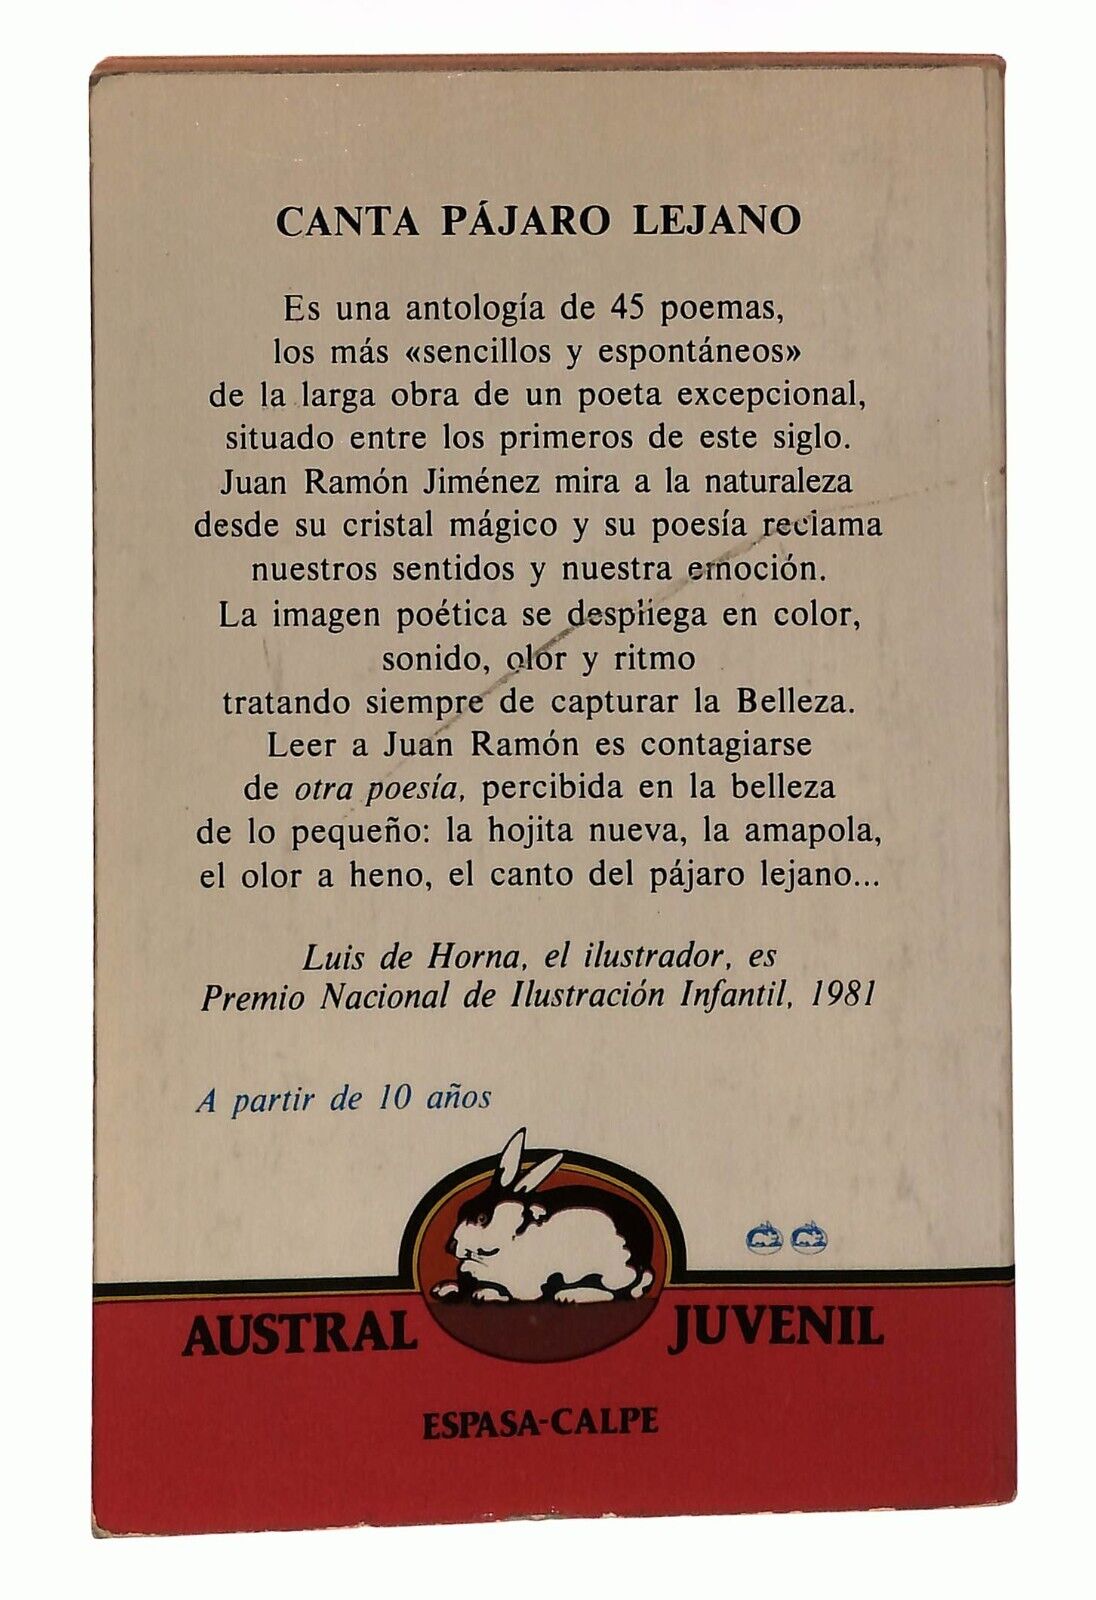 CANTA PÁJARO LEJANO
Es una antología de 45 poemas,
los más «sencillos y espontáneos»
de la larga obra de un poeta excepcional,
situado entre los primeros de este siglo.
Juan Ramón Jiménez mira a la naturaleza
desde su cristal mágico y su poesía reclama
nuestros sentidos y nuestra emoción.
La imagen poética se despliega en color,
sonido, olor y ritmo
tratando siempre de capturar la Belleza.
Leer a Juan Ramón es contagiarse
de otra poesía, percibida en la belleza
de lo pequeño: la hojita nueva, la amapola,
el olor a heno, el canto del pájaro lejano...
Luis de Horna, el ilustrador, es
Premio Nacional de Ilustración Infantil, 1981
A partir de 10 años
AUSTRAL JUVENIL
ESPASA-CALPE